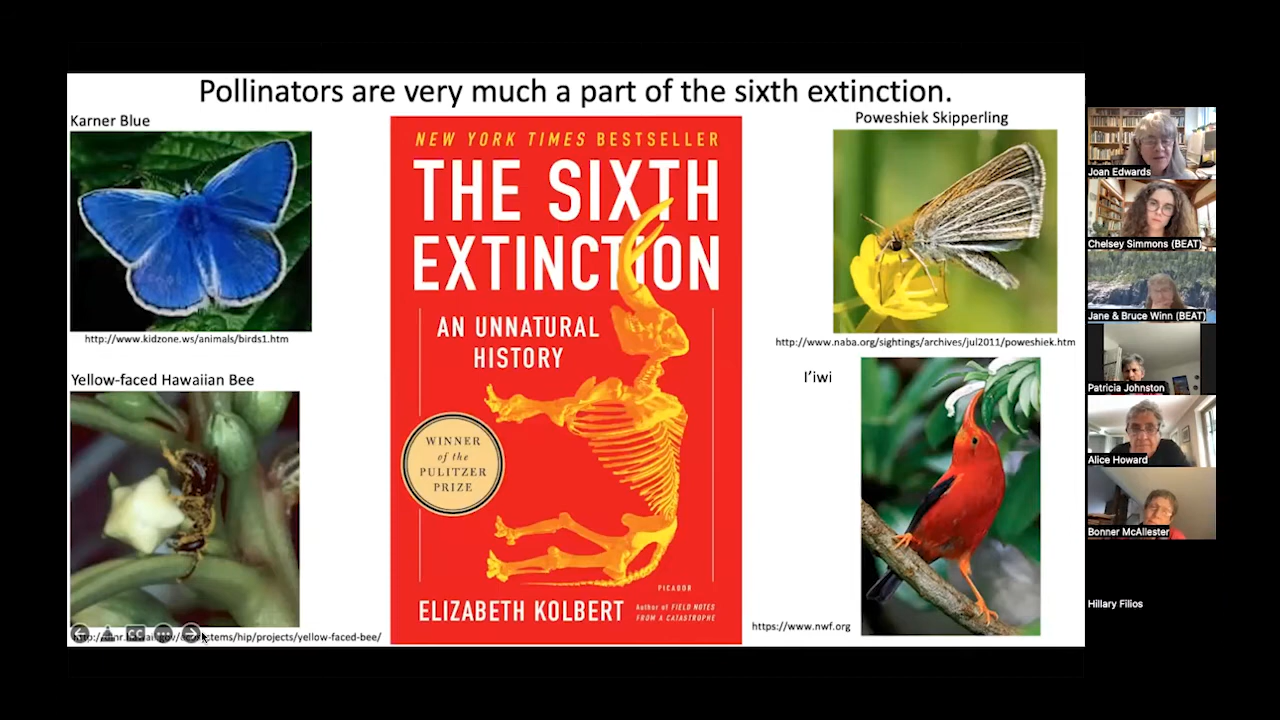 Pollinators are very much a part of the sixth extinction.
Karner Blue
http://www.kidzone.ws/animals/birds1.htm
Yellow-faced Hawaiian Bee
CC
stems/hip/projects/yellow-faced-bee/
NEW YORK TIMES BESTSELLER
THE SIXTH
EXTINCTION
AN UNNATURAL
HISTORY
WINNER
of the
PULITZER
PRIZE
PICADOR
ELIZABETH KOLBERT
Author of FIELD NOTES
FROM A CATASTROPHE
Poweshiek Skipperling
http://www.naba.org/sightings/archives/jul2011/poweshiek.htm
I'iwi
https://www.nwf.org
Joan Edwards
Chelsey Simmons (BEAT)
Jane & Bruce Winn (BEAT)
Patricia Johnston
Alice Howard
Bonner McAllester
Hillary Filios